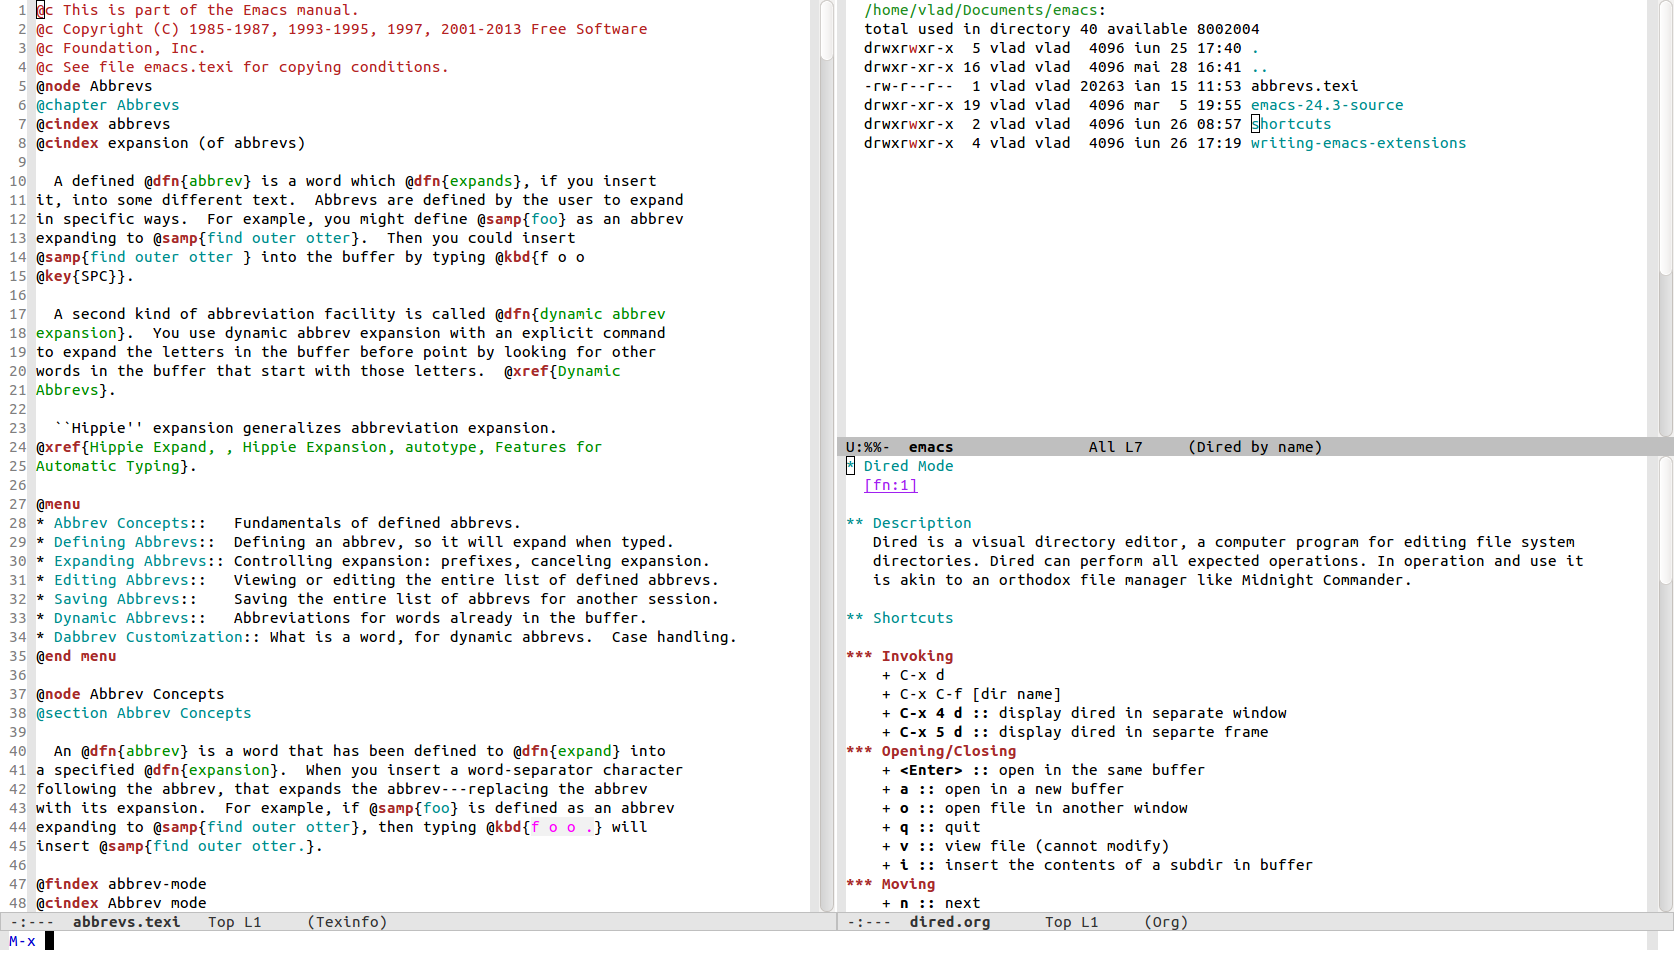 1 @c This is part of the Emacs manual.
2 @c Copyright (C) 1985-1987, 1993-1995, 1997, 2001-2013 Free Software
3 @c Foundation, Inc.
4 @c See file emacs.texi for copying conditions.
5 @node Abbrevs
6 @chapter Abbrevs
7 @cindex abbrevs
8 @cindex expansion (of abbrevs)
9
10   A defined @dfn{abbrev} is a word which @dfn{expands}, if you insert
11 it, into some different text.  Abbrevs are defined by the user to expand
12 in specific ways.  For example, you might define @samp{foo} as an abbrev
13 expanding to @samp{find outer otter}.  Then you could insert
14 @samp{find outer otter } into the buffer by typing @kbd{f o o
15 @key{SPC}}.
16
17   A second kind of abbreviation facility is called @dfn{dynamic abbrev
18 expansion}.  You use dynamic abbrev expansion with an explicit command
19 to expand the letters in the buffer before point by looking for other
20 words in the buffer that start with those letters.  @xref{Dynamic
21 Abbrevs}.
22
23   ``Hippie'' expansion generalizes abbreviation expansion.
24 @xref{Hippie Expand, , Hippie Expansion, autotype, Features for
25 Automatic Typing}.
26
27 @menu
28 * Abbrev Concepts::   Fundamentals of defined abbrevs.
29 * Defining Abbrevs::  Defining an abbrev, so it will expand when typed.
30 * Expanding Abbrevs:: Controlling expansion: prefixes, canceling expansion.
31 * Editing Abbrevs::   Viewing or editing the entire list of defined abbrevs.
32 * Saving Abbrevs::    Saving the entire list of abbrevs for another session.
33 * Dynamic Abbrevs::   Abbreviations for words already in the buffer.
34 * Dabbrev Customization:: What is a word, for dynamic abbrevs.  Case handling.
35 @end menu
36
37 @node Abbrev Concepts
38 @section Abbrev Concepts
39
40   An @dfn{abbrev} is a word that has been defined to @dfn{expand} into
41 a specified @dfn{expansion}.  When you insert a word-separator character
42 following the abbrev, that expands the abbrev---replacing the abbrev
43 with its expansion.  For example, if @samp{foo} is defined as an abbrev
44 expanding to @samp{find outer otter}, then typing @kbd{f o o .} will
45 insert @samp{find outer otter.}.
46
47 @findex abbrev-mode
48 @cindex Abbrev mode
-:---  abbrevs.texi   Top L1     (Texinfo)
M-x
/home/vlad/Documents/emacs:
total used in directory 40 available 8002004
drwxrwxr-x  5 vlad vlad  4096 iun 25 17:40 .
drwxr-xr-x 16 vlad vlad  4096 mai 28 16:41 ..
-rw-r--r--  1 vlad vlad 20263 ian 15 11:53 abbrevs.texi
drwxr-xr-x 19 vlad vlad  4096 mar  5 19:55 emacs-24.3-source
drwxrwxr-x  2 vlad vlad  4096 iun 26 08:57 shortcuts
drwxrwxr-x  4 vlad vlad  4096 iun 26 17:19 writing-emacs-extensions
U:%%-  emacs               All L7     (Dired by name)
* Dired Mode
[fn:1]
** Description
Dired is a visual directory editor, a computer program for editing file system
directories. Dired can perform all expected operations. In operation and use it
is akin to an orthodox file manager like Midnight Commander.
** Shortcuts
*** Invoking
+ C-x d
+ C-x C-f [dir name]
+ C-x 4 d :: display dired in separate window
+ C-x 5 d :: display dired in separte frame
*** Opening/Closing
+ <Enter> :: open in the same buffer
+ a :: open in a new buffer
+ o :: open file in another window
+ q :: quit
+ v :: view file (cannot modify)
+ i :: insert the contents of a subdir in buffer
*** Moving
+ n :: next
-:---  dired.org      Top L1     (Org)